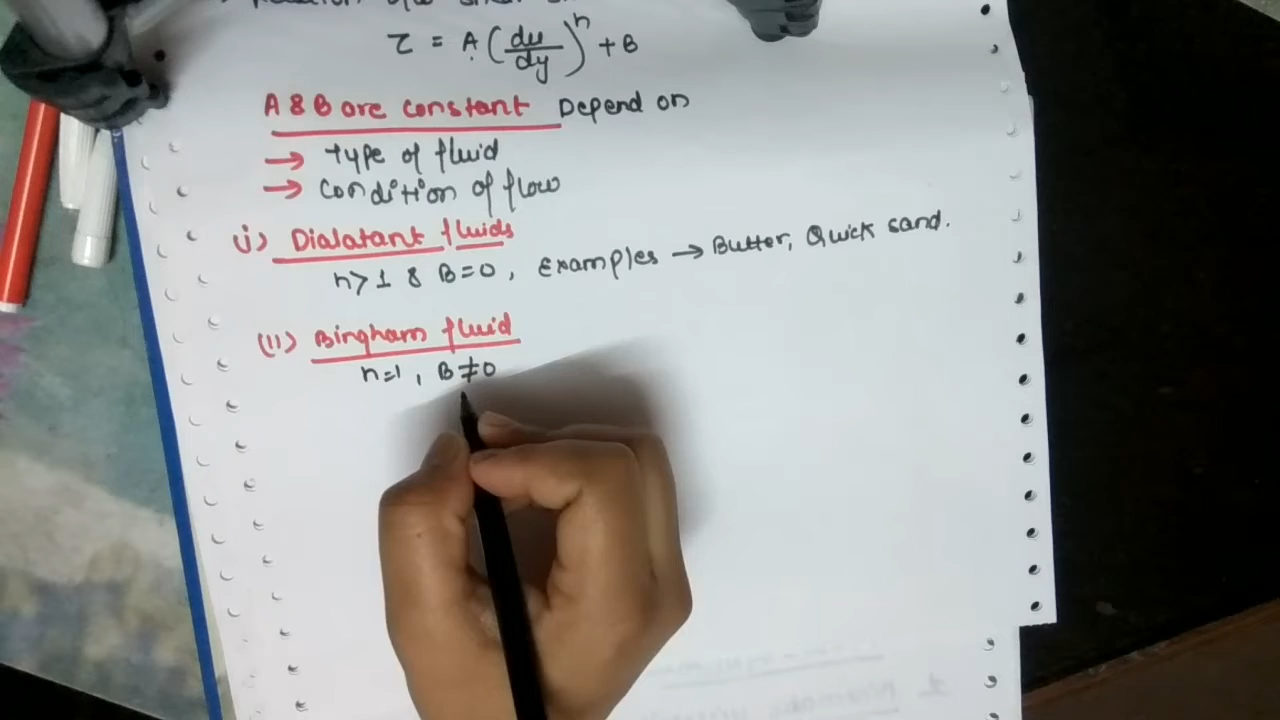 τ = A (du/dy)^n + B
A & B are constant Depend on
→ type of fluid
→ condition of flow
(i) Dialatant fluids
n > 1 & B = 0, Examples → Butter, Quick sand.
(II) Bingham fluid
n=1, B ≠ 0